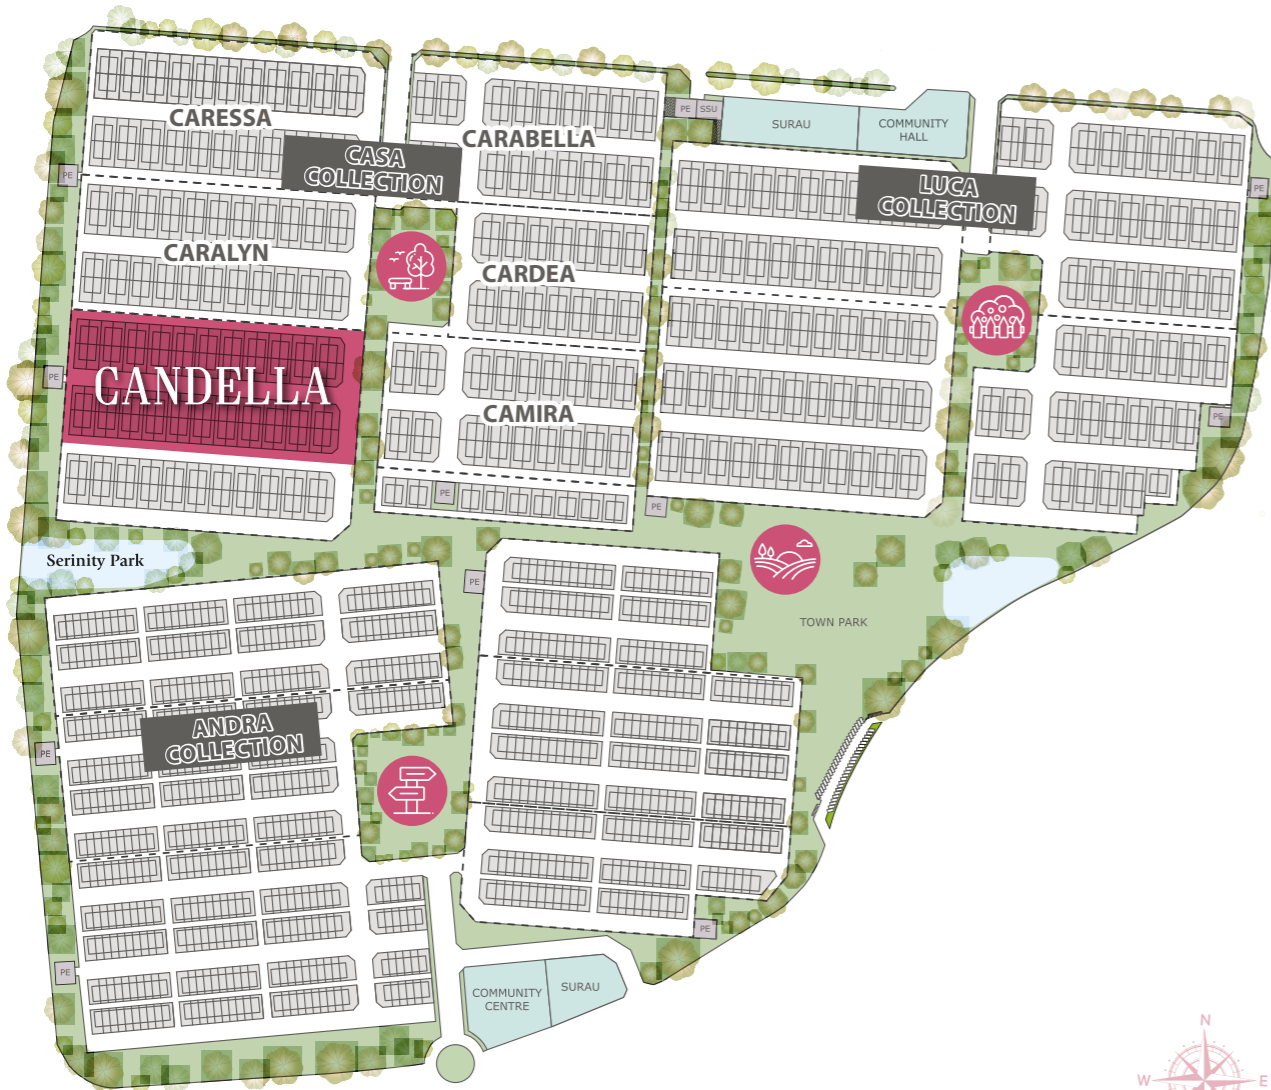 PE
SSU
SURAU
COMMUNITY
HALL
CARESSA
CARABELLA
CASA
COLLECTION
LUCA
COLLECTION
PE
PE
CARALYN
CARDEA
CANDELLA
PE
CAMIRA
PE
PE
PE
Serinity Park
PE
TOWN PARK
ANDRA
COLLECTION
PE
PE
PE
COMMUNITY
CENTRE
SURAU
N
W
E